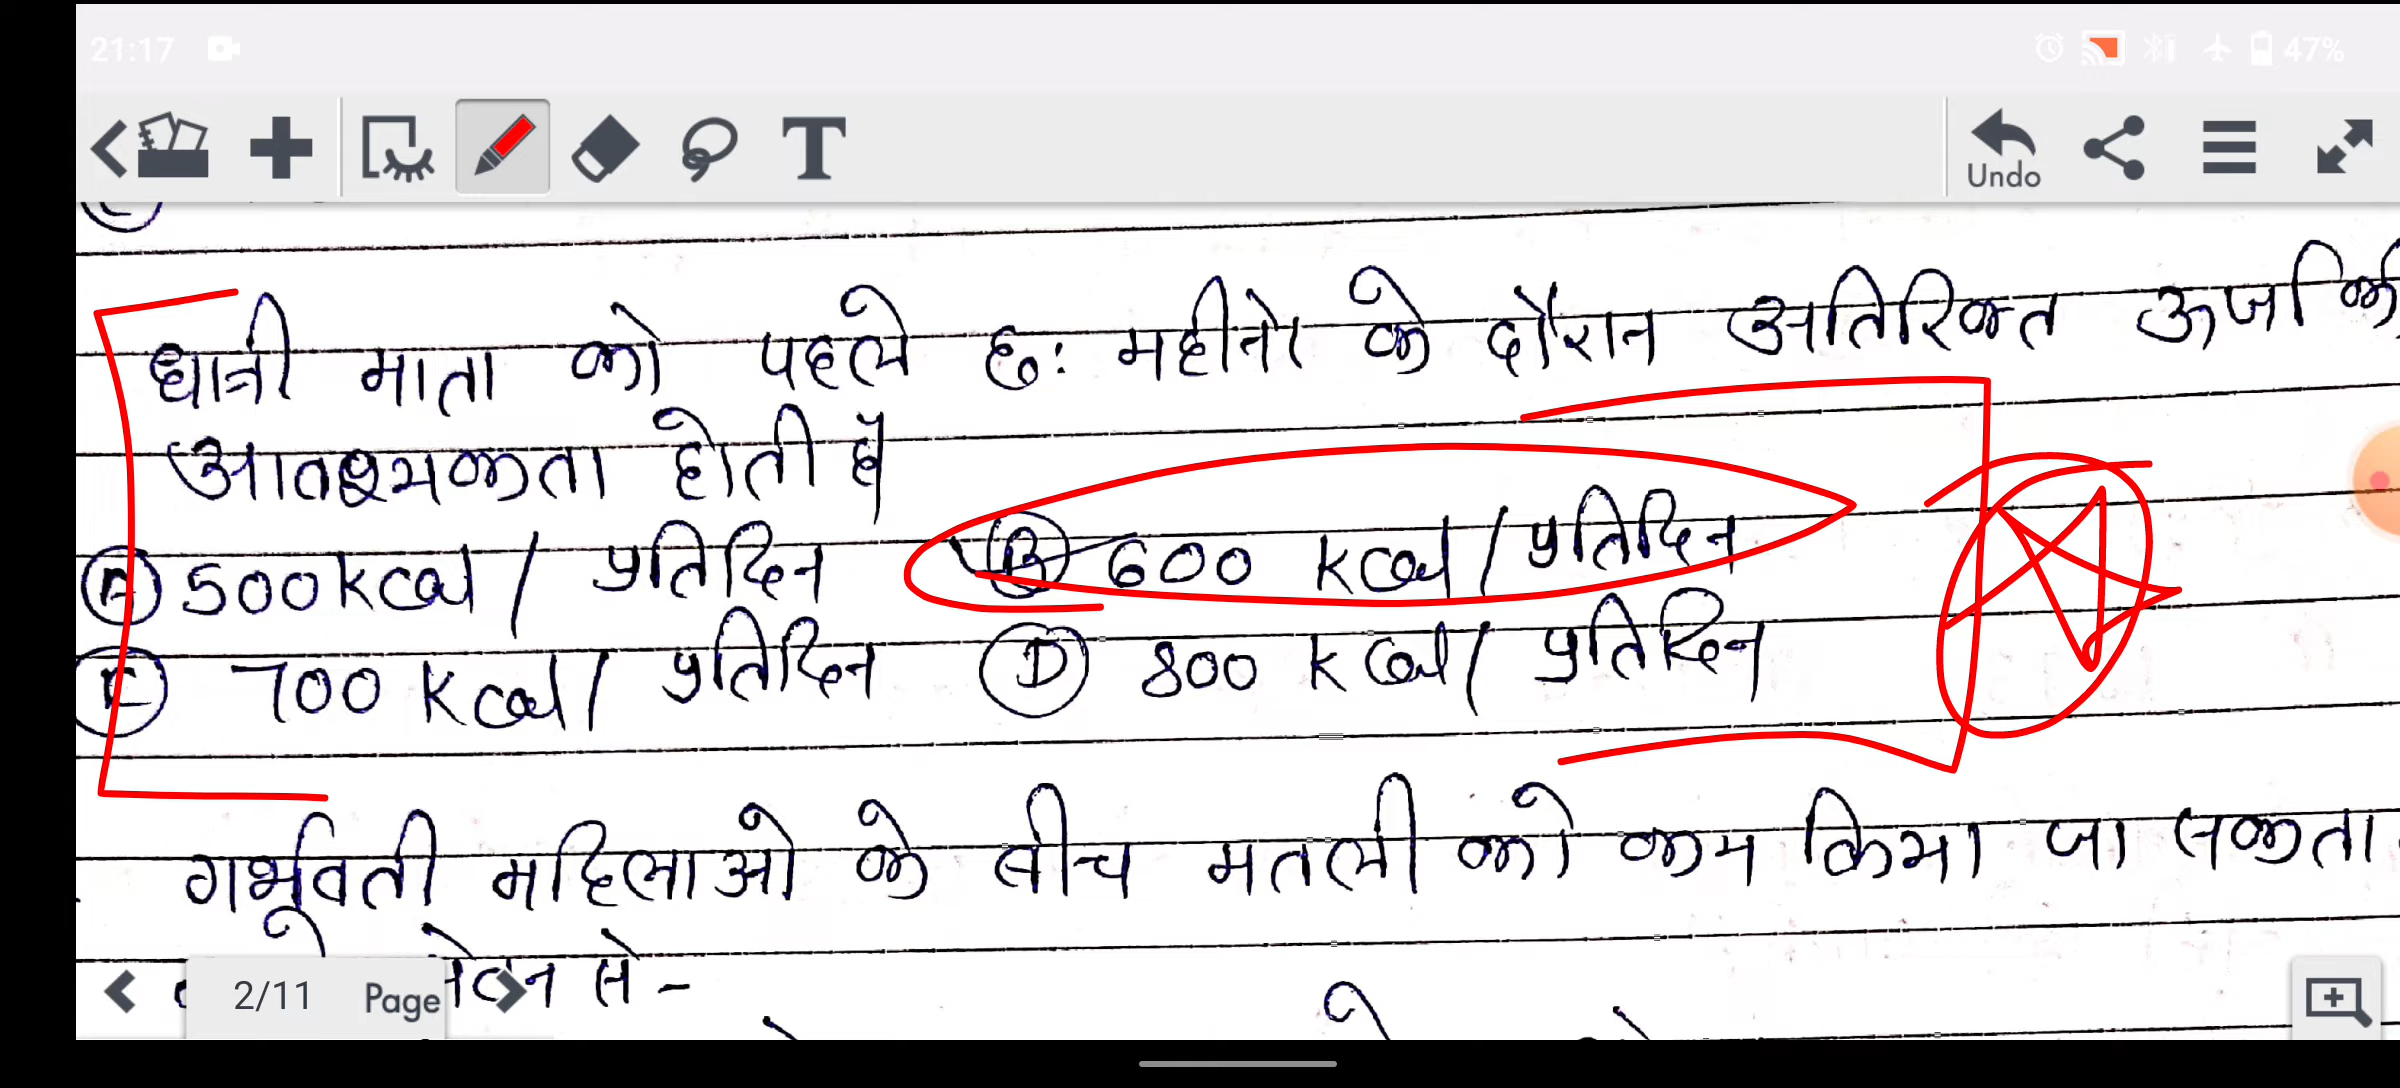 21:17 47%
Undo
धात्री माता को पहले छः महीनो के दौरान अतिरिक्त ऊर्जा की
आवश्यकता होती है
(A) 500 kcal / प्रतिदिन (B) 600 kcal / प्रतिदिन
(C) 700 kcal / प्रतिदिन (D) 800 kcal / प्रतिदिन
गर्भवती महिलाओ के बीच मतली को कम किया जा सकता
सेवन से -
2/11 Page